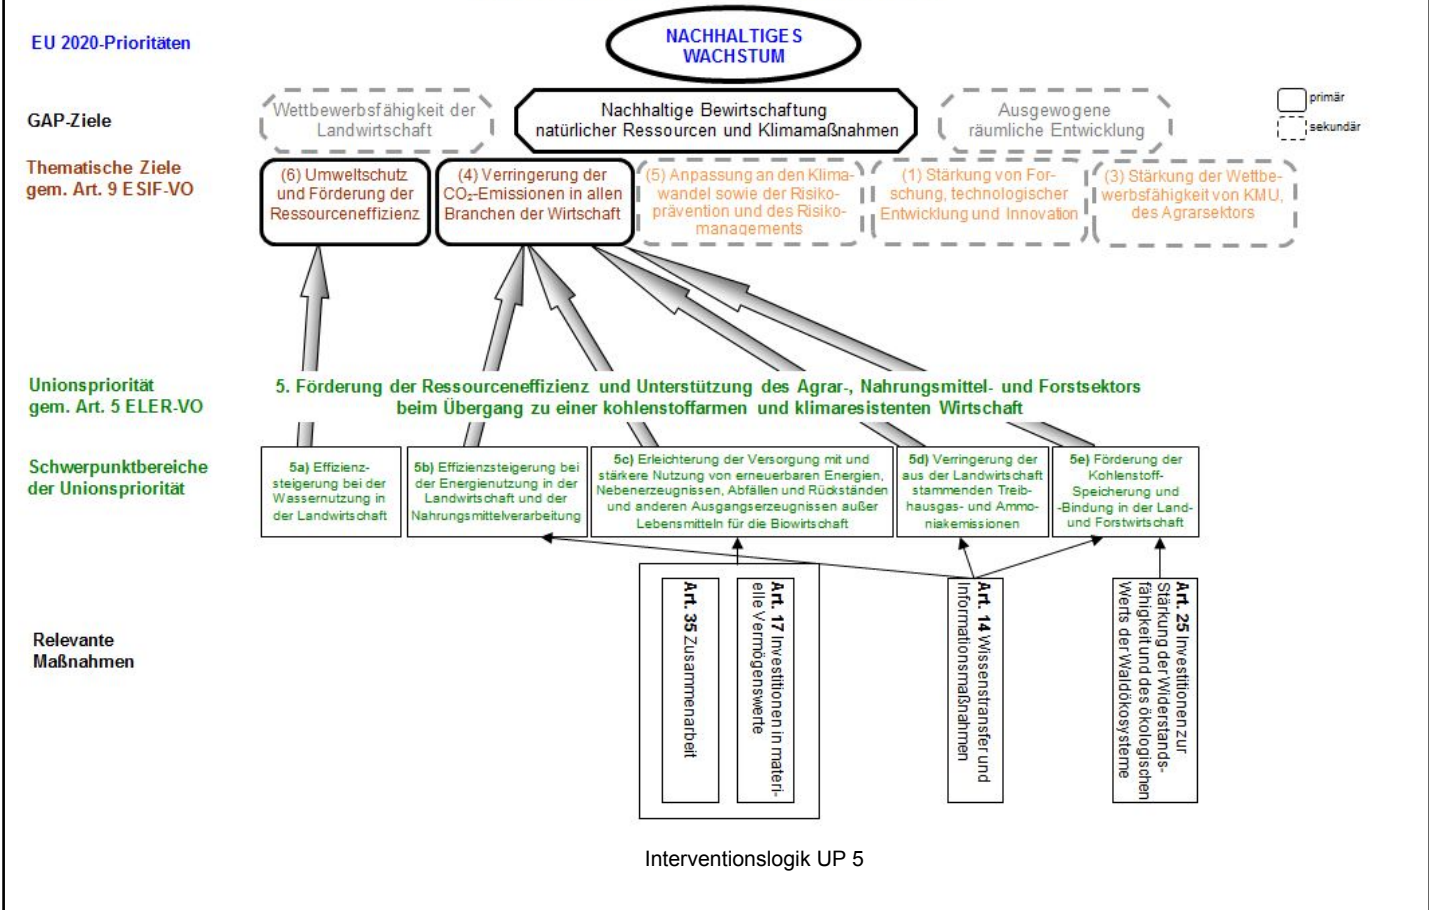 EU 2020-Prioritäten
NACHHALTIGES
WACHSTUM
GAP-Ziele
Wettbewerbsfähigkeit der
Landwirtschaft
Nachhaltige Bewirtschaftung
natürlicher Ressourcen und Klimamaßnahmen
Ausgewogene
räumliche Entwicklung
primär
sekundär
Thematische Ziele
gem. Art. 9 ESIF-VO
(6) Umweltschutz
und Förderung der
Ressourceneffizienz
(4) Verringerung der
CO₂-Emissionen in allen
Branchen der Wirtschaft
(5) Anpassung an den Klima-
wandel sowie der Risiko-
prävention und des Risiko-
managements
(1) Stärkung von For-
schung, technologischer
Entwicklung und Innovation
(3) Stärkung der Wettbe-
werbsfähigkeit von KMU,
des Agrarsektors
Unionspriorität
gem. Art. 5 ELER-VO
5. Förderung der Ressourceneffizienz und Unterstützung des Agrar-, Nahrungsmittel- und Forstsektors
beim Übergang zu einer kohlenstoffarmen und klimaresistenten Wirtschaft
Schwerpunktbereiche
der Unionspriorität
5a) Effizienz-
steigerung bei der
Wassernutzung in
der Landwirtschaft
5b) Effizienzsteigerung bei
der Energienutzung in der
Landwirtschaft und der
Nahrungsmittelverarbeitung
5c) Erleichterung der Versorgung mit und
stärkere Nutzung von erneuerbaren Energien,
Nebenerzeugnissen, Abfällen und Rückständen
und anderen Ausgangserzeugnissen außer
Lebensmitteln für die Biowirtschaft
5d) Verringerung der
aus der Landwirtschaft
stammenden Treib-
hausgas- und Ammo-
niakemissionen
5e) Förderung der
Kohlenstoff-
Speicherung und
-Bindung in der Land-
und Forstwirtschaft
Relevante
Maßnahmen
Art. 35 Zusammenarbeit
Art. 17 Investitionen in materi-
elle Vermögenswerte
Art. 14 Wissenstransfer und
Informationsmaßnahmen
Art. 25 Investitionen zur
Stärkung der Widerstands-
fähigkeit und des ökologischen
Werts der Waldökosysteme
Interventionslogik UP 5